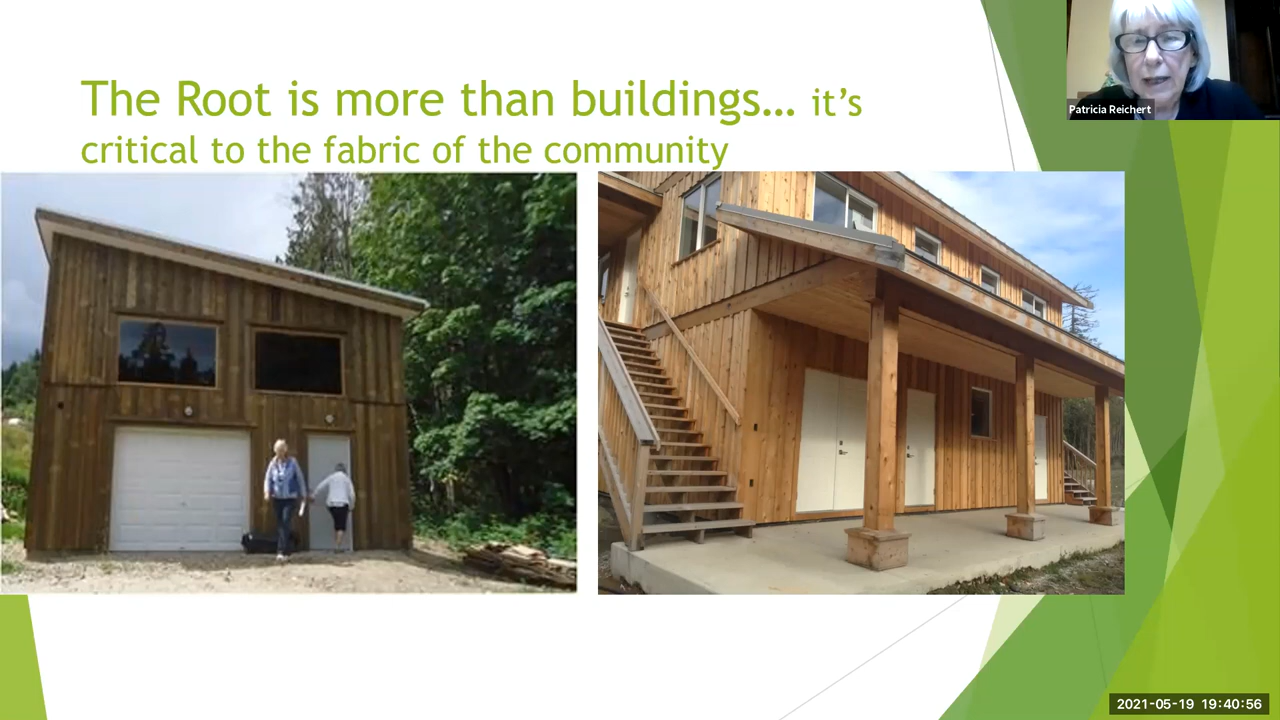 The Root is more than buildings… it’s
critical to the fabric of the community
Patricia Reichert
2021-05-19 19:40:56